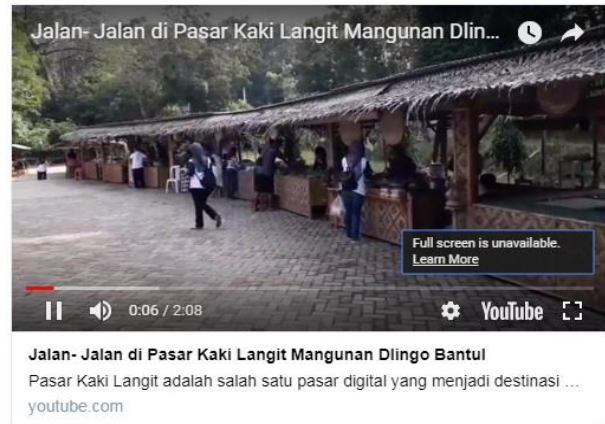 Jalan- Jalan di Pasar Kaki Langit Mangunan Dlin...
Full screen is unavailable.
Learn More
0:06 / 2:08
YouTube
Jalan- Jalan di Pasar Kaki Langit Mangunan Dlingo Bantul
Pasar Kaki Langit adalah salah satu pasar digital yang menjadi destinasi ...
youtube.com